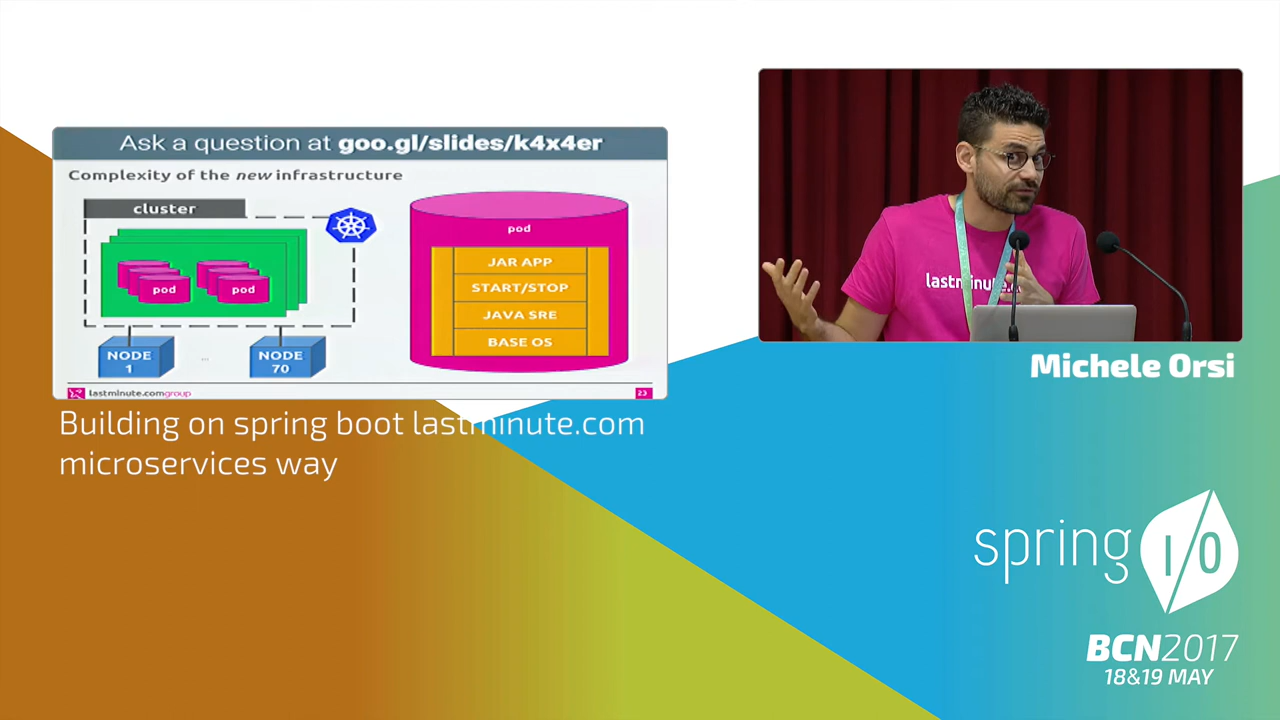 Ask a question at goo.gl/slides/k4x4er
Complexity of the new infrastructure
cluster
pod
pod
NODE
1
...
NODE
70
pod
JAR APP
START/STOP
JAVA SRE
BASE OS
lastminute.comgroup
23
lastminute.c
Michele Orsi
Building on spring boot lastminute.com
microservices way
spring I/O
BCN2017
18&19 MAY